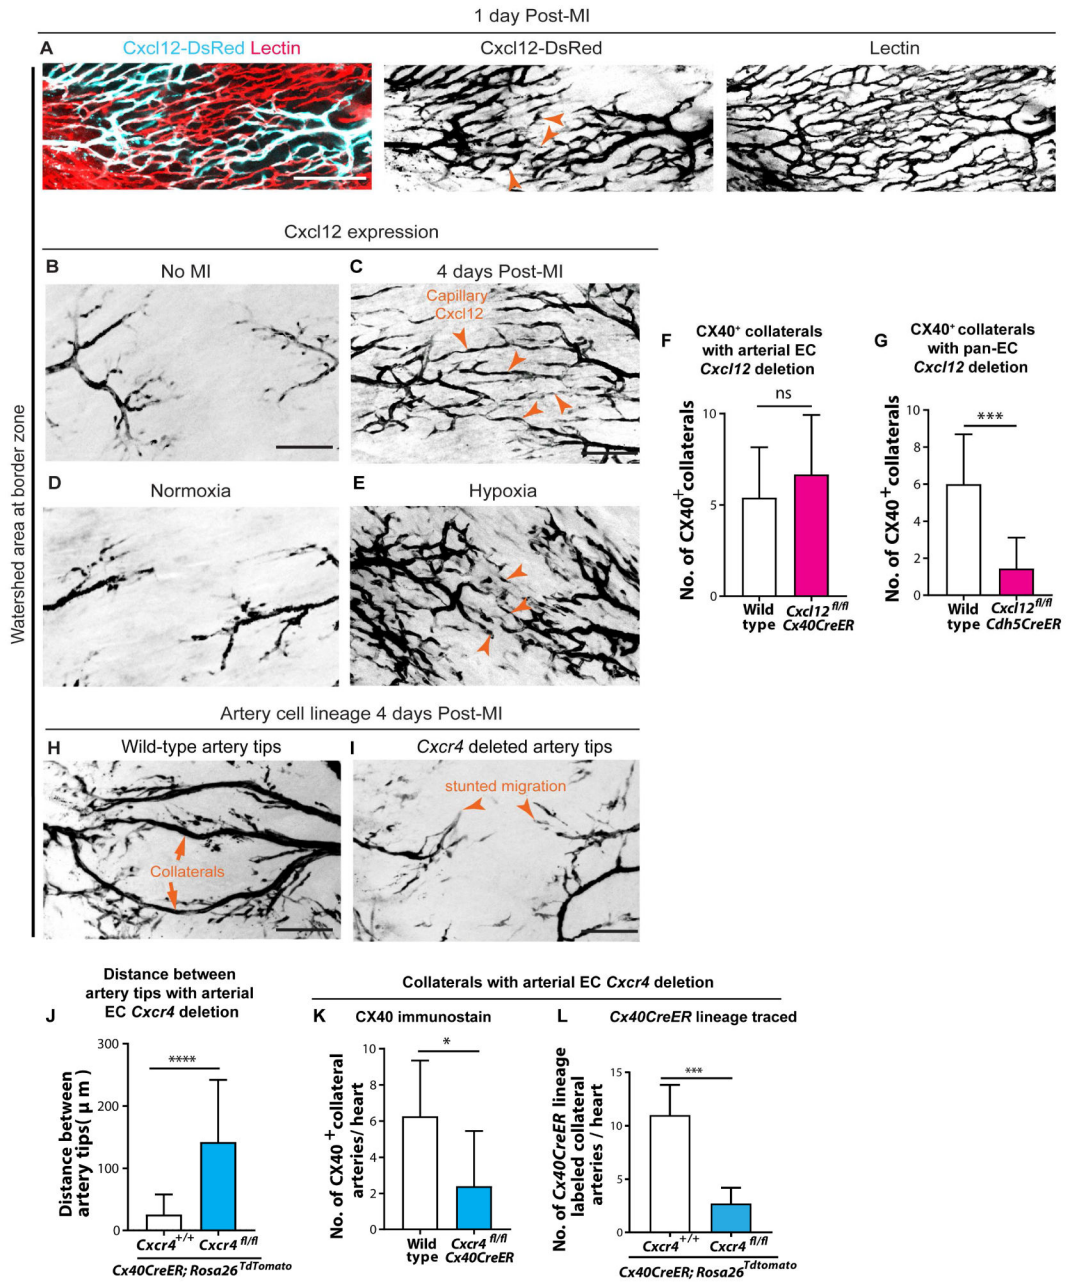 1 day Post-MI
A
Cxcl12-DsRed Lectin
Cxcl12-DsRed
Lectin
Watershed area at border zone
Cxcl12 expression
B
No MI
C
4 days Post-MI
Capillary
Cxcl12
D
Normoxia
E
Hypoxia
F
CX40⁺ collaterals
with arterial EC
Cxcl12 deletion
ns
No. of CX40⁺collaterals
10
5
0
Wild
type
Cxcl12 fl/fl
Cx40CreER
G
CX40⁺ collaterals
with pan-EC
Cxcl12 deletion
***
No. of CX40⁺collaterals
10
8
6
4
2
0
Wild
type
Cxcl12 fl/fl
Cdh5CreER
Artery cell lineage 4 days Post-MI
H
Wild-type artery tips
Collaterals
I
Cxcr4 deleted artery tips
stunted migration
J
Distance between
artery tips with arterial
EC Cxcr4 deletion
****
Distance between
artery tips( μ m )
300
200
100
0
Cxcr4 +/+
Cxcr4 fl/fl
Cx40CreER; Rosa26 TdTomato
Collaterals with arterial EC Cxcr4 deletion
K
CX40 immunostain
*
No. of CX40 ⁺collateral
arteries/ heart
10
8
6
4
2
0
Wild
type
Cxcr4 fl/fl
Cx40CreER
L
Cx40CreER lineage traced
***
No. of Cx40CreER lineage
labeled collateral
arteries / heart
15
10
5
0
Cxcr4 +/+
Cxcr4 fl/fl
Cx40CreER; Rosa26 Tdtomato